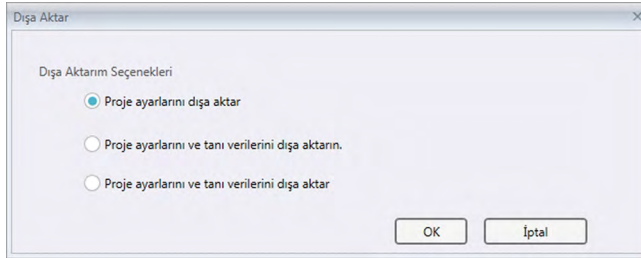 Dışa Aktar
Dışa Aktarım Seçenekleri
Proje ayarlarını dışa aktar
Proje ayarlarını ve tanı verilerini dışa aktarın.
Proje ayarlarını ve tanı verilerini dışa aktar
OK İptal